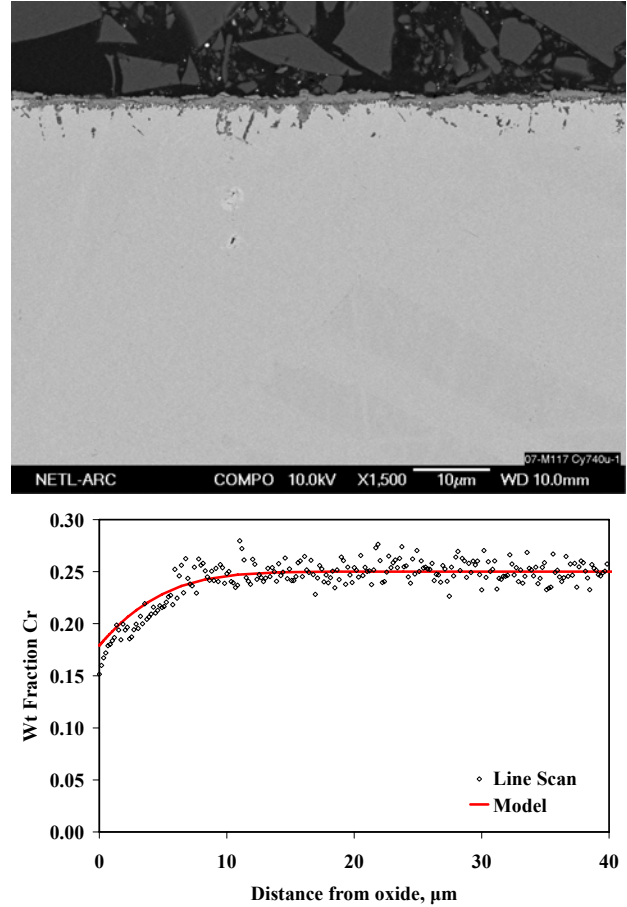 07-M117 Cy740u-1
NETL-ARC COMPO 10.0kV X1,500 10µm WD 10.0mm
0.30
0.25
0.20
0.15
0.10
0.05
0.00
Wt Fraction Cr
Line Scan
Model
0 10 20 30 40
Distance from oxide, µm